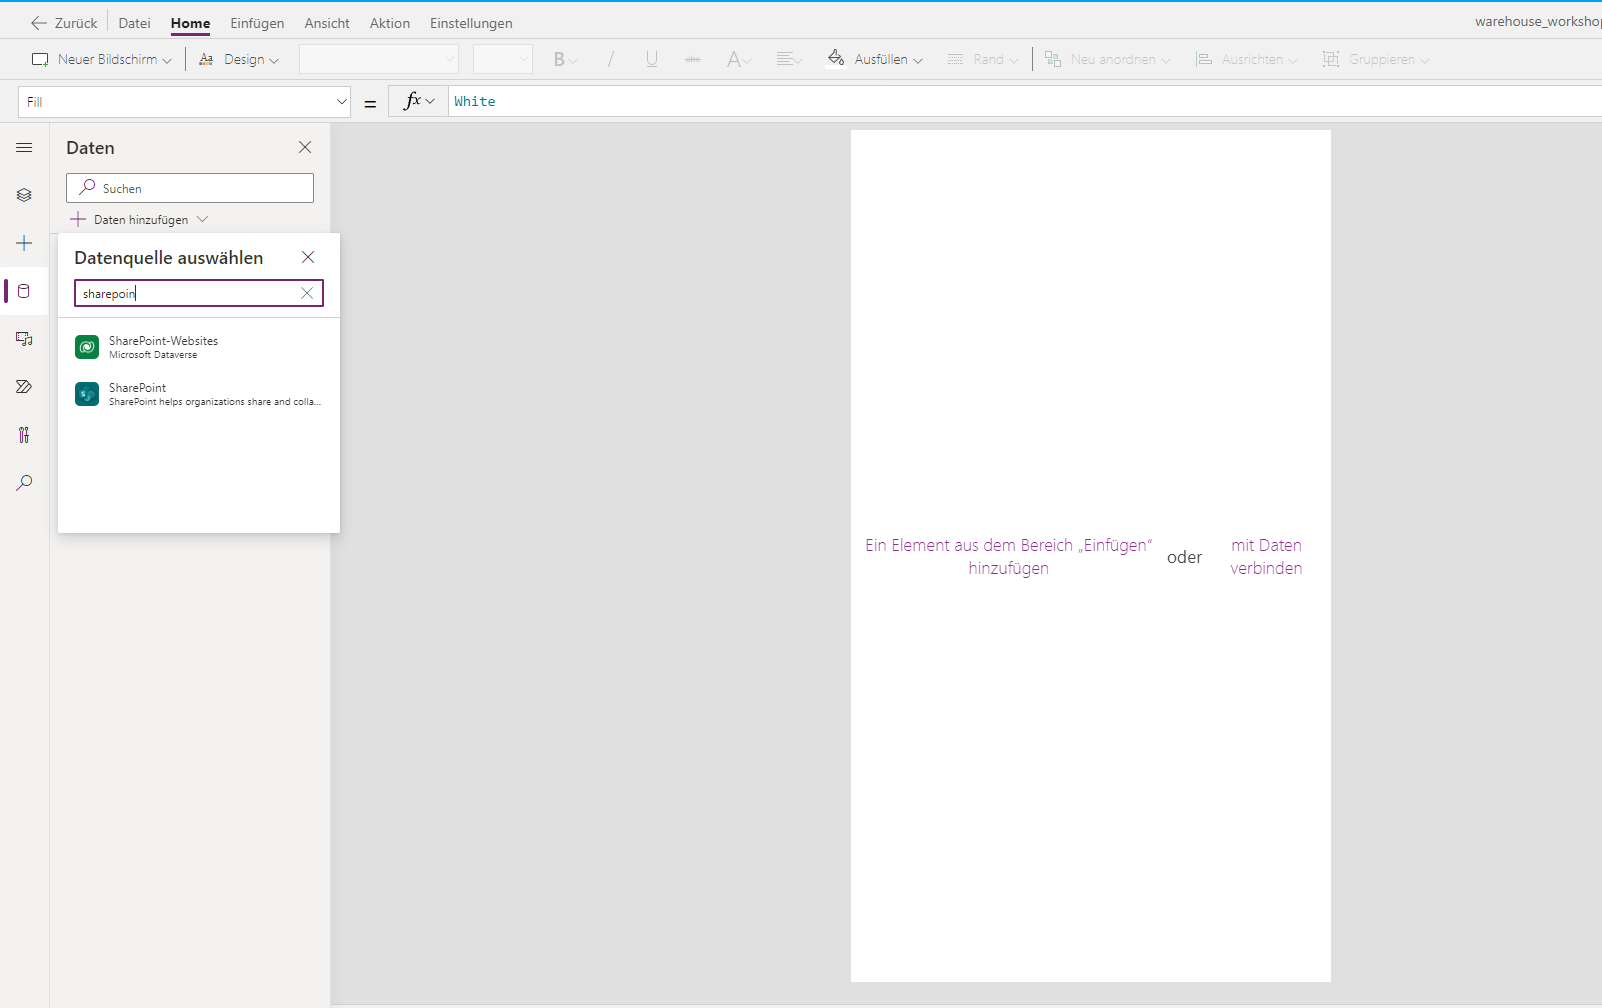 Zurück Datei Home Einfügen Ansicht Aktion Einstellungen warehouse_workshop
Neuer Bildschirm Aa Design B / U abc A Ausfüllen Rand Neu anordnen Ausrichten Gruppieren
Fill = fx White
Daten
Suchen
Daten hinzufügen
Datenquelle auswählen
sharepoin
SharePoint-Websites
Microsoft Dataverse
SharePoint
SharePoint helps organizations share and colla...
Ein Element aus dem Bereich „Einfügen“
hinzufügen
oder
mit Daten
verbinden